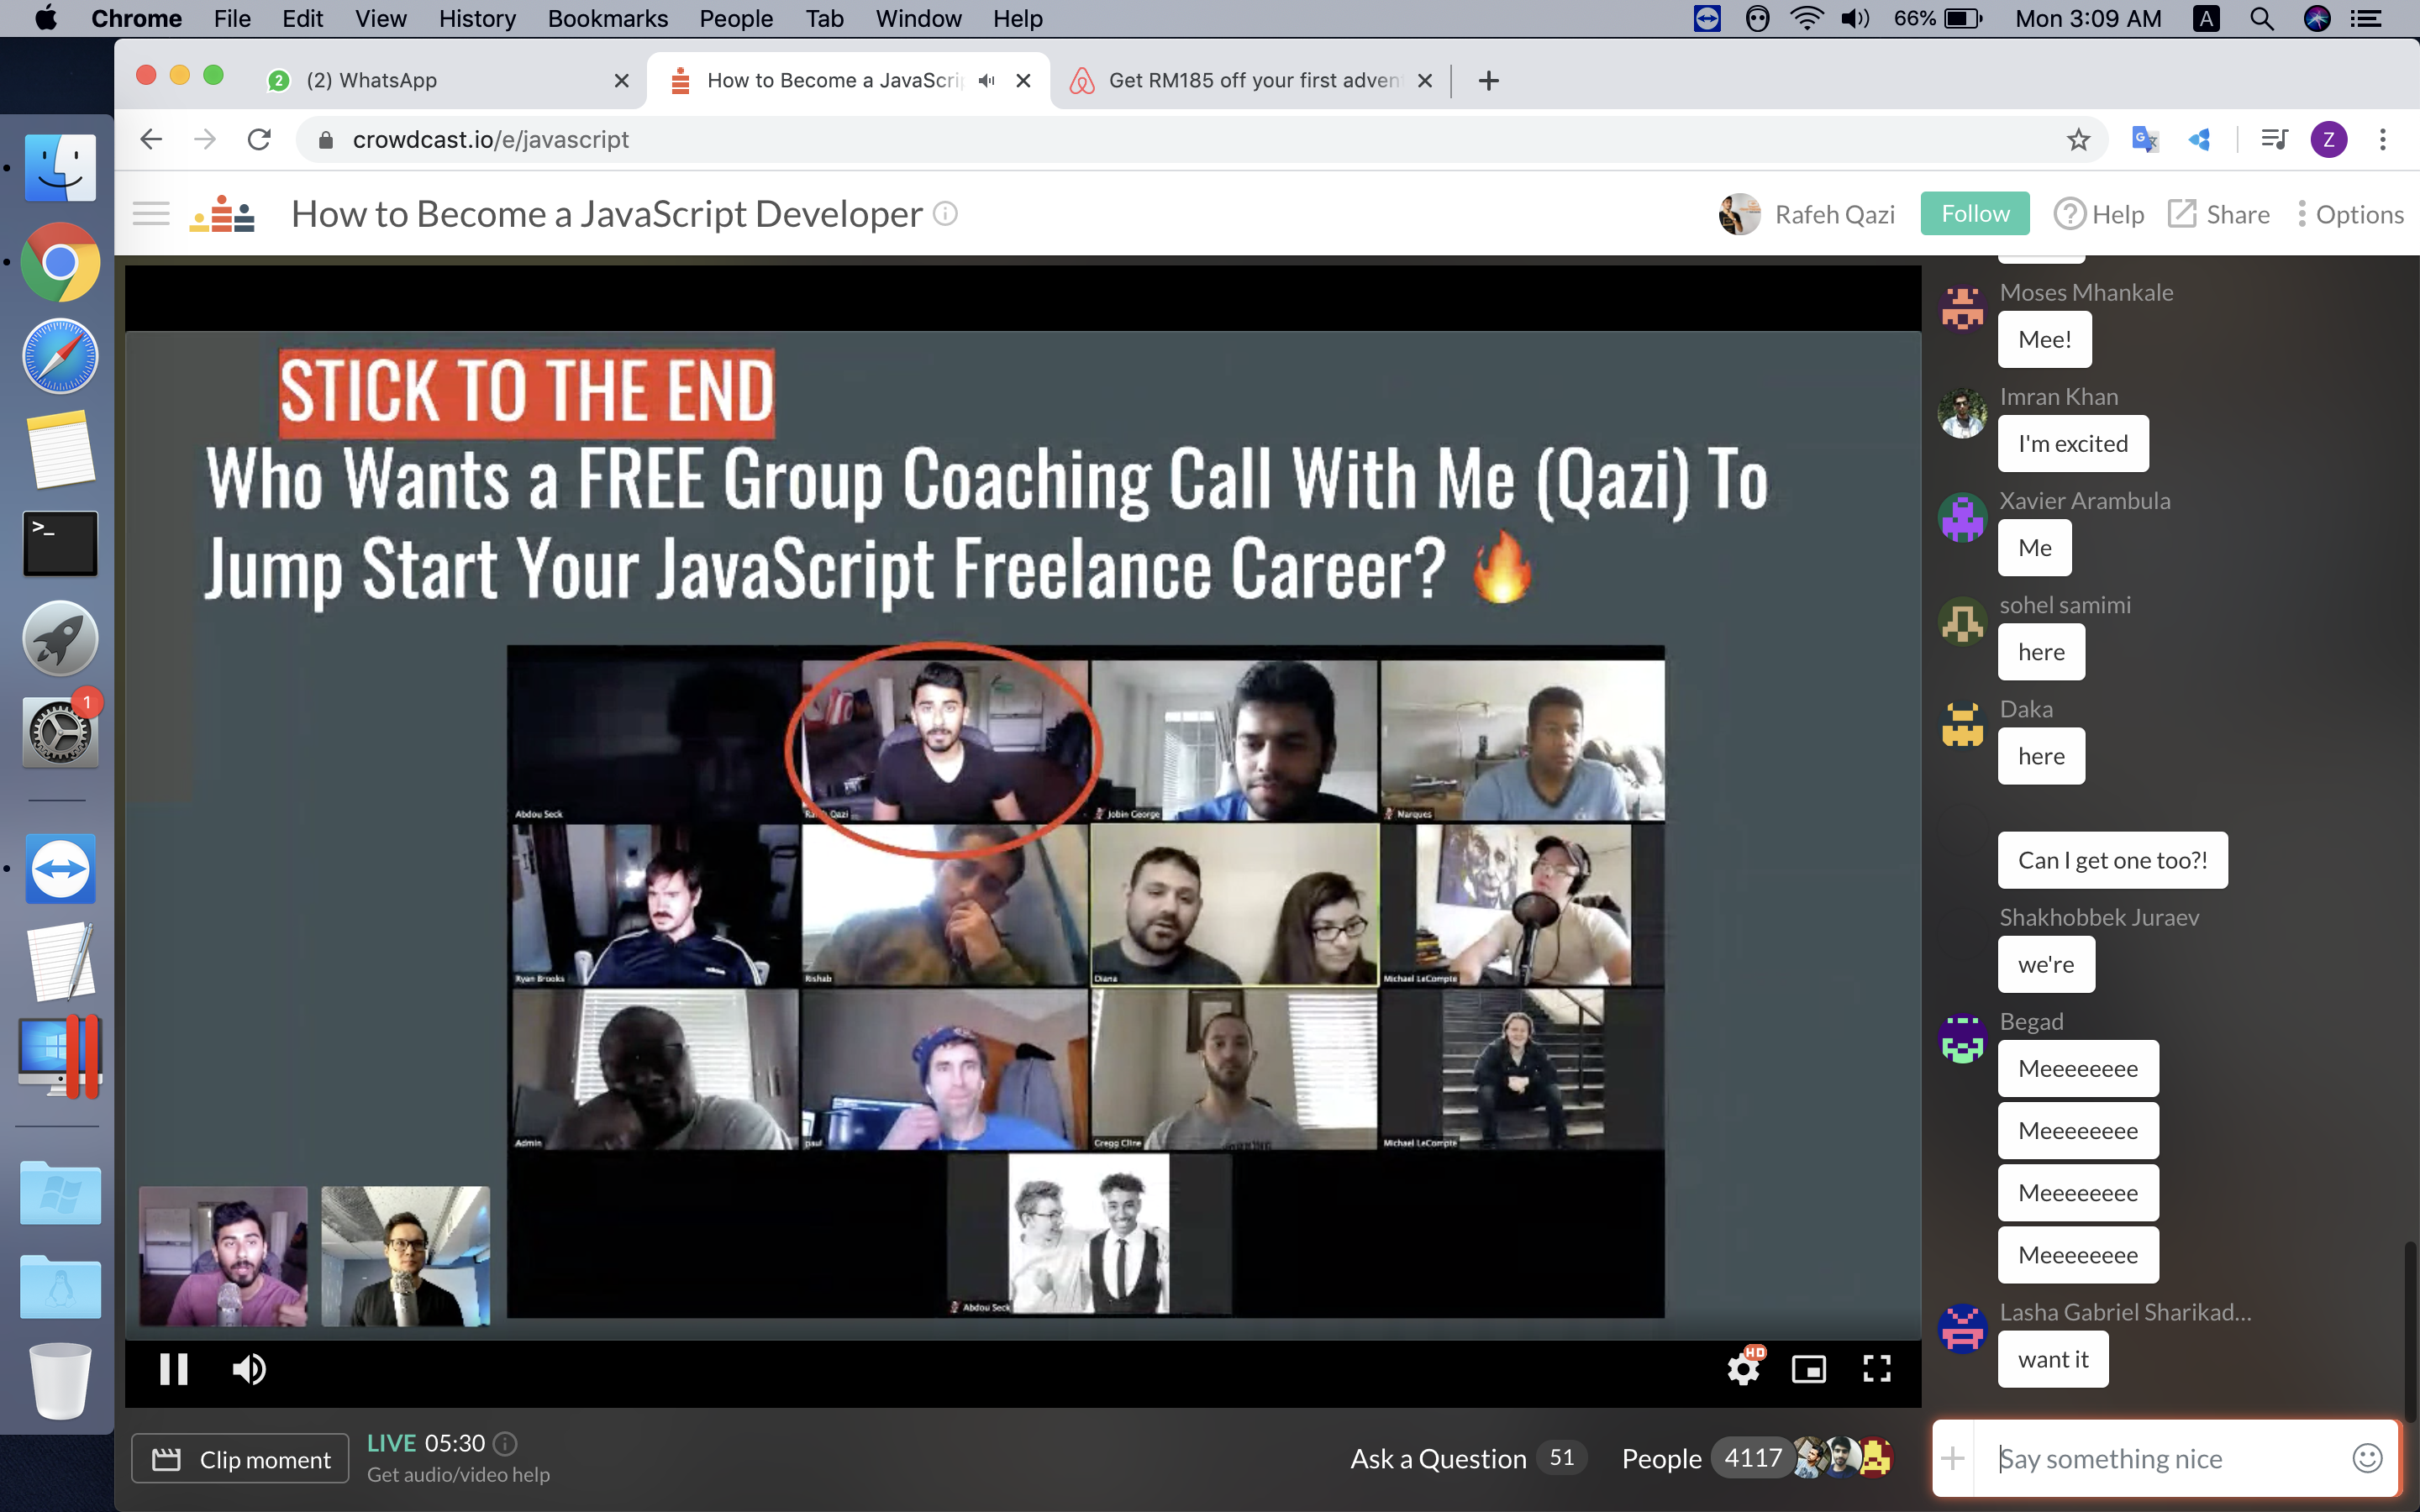 Chrome File Edit View History Bookmarks People Tab Window Help 66% Mon 3:09 AM A
2 (2) WhatsApp How to Become a JavaScri Get RM185 off your first adven
crowdcast.io/e/javascript Z
How to Become a JavaScript Developer Rafeh Qazi Follow Help Share Options
STICK TO THE END
Who Wants a FREE Group Coaching Call With Me (Qazi) To
Jump Start Your JavaScript Freelance Career? 🔥
Abdou Seck Qazi Jobin George Marques
Ryan Brooks Rishab Diana Michael LeCompte
Admin paul Gregg Cline Michael LeCompte
Abdou Seck
HD
Clip moment
LIVE 05:30
Get audio/video help
Ask a Question 51 People 4117
Moses Mhankale
Mee!
Imran Khan
I'm excited
Xavier Arambula
Me
sohel samimi
here
Daka
here
Can I get one too?!
Shakhobbek Juraev
we're
Begad
Meeeeeeee
Meeeeeeee
Meeeeeeee
Meeeeeeee
Lasha Gabriel Sharikad...
want it
Say something nice
>_
1